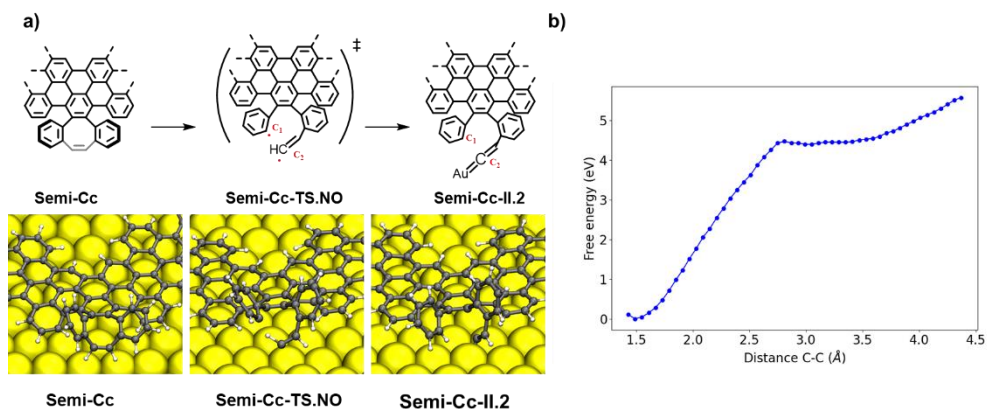 a)
‡
C₁
HC
C₂
C₁
Au
C
C₂
Semi-Cc
Semi-Cc-TS.NO
Semi-Cc-II.2
Semi-Cc
Semi-Cc-TS.NO
Semi-Cc-II.2
b)
Free energy (eV)
5
4
3
2
1
0
1.5 2.0 2.5 3.0 3.5 4.0 4.5
Distance C-C (Å)